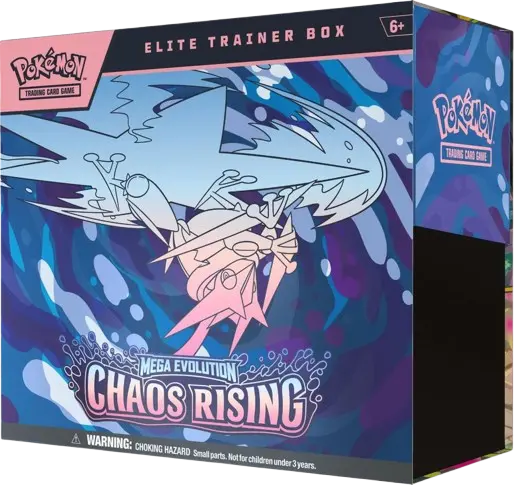 ELITE TRAINER BOX
6+
POKÉMON
TRADING CARD GAME
POKÉMON
TRADING CARD GAME
MEGA EVOLUTION
CHAOS RISING
WARNING: CHOKING HAZARD Small parts. Not for children under 3 years.